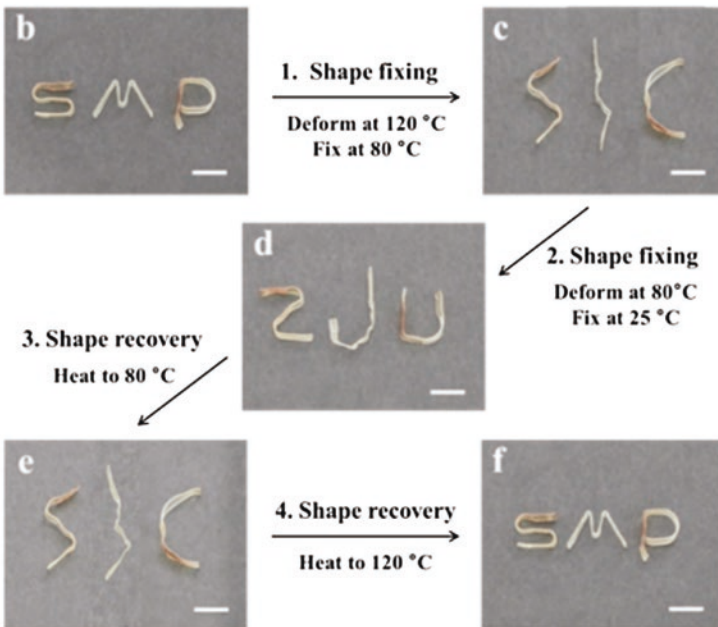 b
S M P
1. Shape fixing
Deform at 120 °C
Fix at 80 °C
c
S I C
2. Shape fixing
Deform at 80°C
Fix at 25 °C
d
Z J U
3. Shape recovery
Heat to 80 °C
e
S I C
4. Shape recovery
Heat to 120 °C
f
S M P